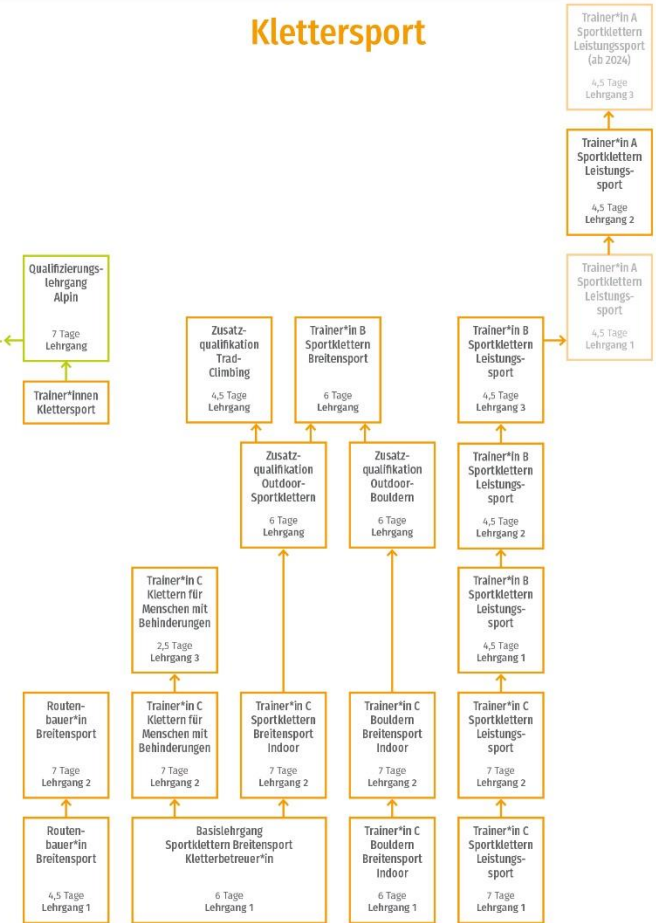 Klettersport
Trainer*in A
Sportklettern
Leistungssport
(ab 2024)
4,5 Tage
Lehrgang 3
Trainer*in A
Sportklettern
Leistungs-
sport
4,5 Tage
Lehrgang 2
Trainer*in A
Sportklettern
Leistungs-
sport
4,5 Tage
Lehrgang 1
Qualifizierungs-
lehrgang
Alpin
7 Tage
Lehrgang
Trainer*innen
Klettersport
Zusatz-
qualifikation
Trad-
Climbing
4,5 Tage
Lehrgang
Trainer*in B
Sportklettern
Breitensport
6 Tage
Lehrgang
Trainer*in B
Sportklettern
Leistungs-
sport
4,5 Tage
Lehrgang 3
Zusatz-
qualifikation
Outdoor-
Sportklettern
6 Tage
Lehrgang
Zusatz-
qualifikation
Outdoor-
Bouldern
6 Tage
Lehrgang
Trainer*in B
Sportklettern
Leistungs-
sport
4,5 Tage
Lehrgang 2
Trainer*in C
Klettern für
Menschen mit
Behinderungen
2,5 Tage
Lehrgang 3
Trainer*in B
Sportklettern
Leistungs-
sport
4,5 Tage
Lehrgang 1
Routen-
bauer*in
Breitensport
7 Tage
Lehrgang 2
Trainer*in C
Klettern für
Menschen mit
Behinderungen
7 Tage
Lehrgang 2
Trainer*in C
Sportklettern
Breitensport
Indoor
7 Tage
Lehrgang 2
Trainer*in C
Bouldern
Breitensport
Indoor
7 Tage
Lehrgang 2
Trainer*in C
Sportklettern
Leistungs-
sport
7 Tage
Lehrgang 2
Routen-
bauer*in
Breitensport
4,5 Tage
Lehrgang 1
Basislehrgang
Sportklettern Breitensport
Kletterbetreuer*in
6 Tage
Lehrgang 1
Trainer*in C
Bouldern
Breitensport
Indoor
6 Tage
Lehrgang 1
Trainer*in C
Sportklettern
Leistungs-
sport
7 Tage
Lehrgang 1